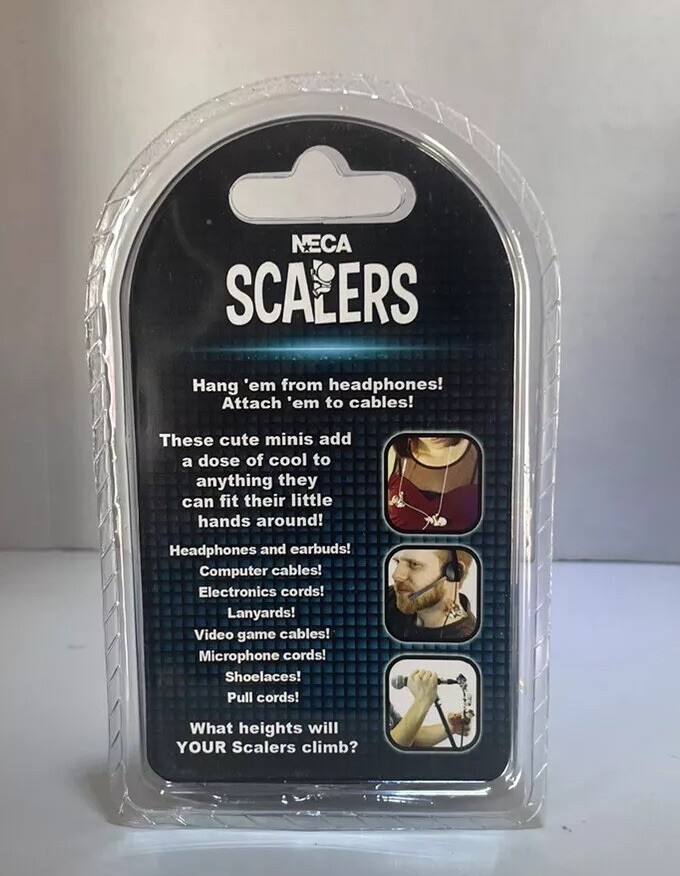 NECA
SCALERS
Hang 'em from headphones!
Attach 'em to cables!
These cute minis add
a dose of cool to
anything they
can fit their little
hands around!
Headphones and earbuds!
Computer cables!
Electronics cords!
Lanyards!
Video game cables!
Microphone cords!
Shoelaces!
Pull cords!
What heights will
YOUR Scalers climb?